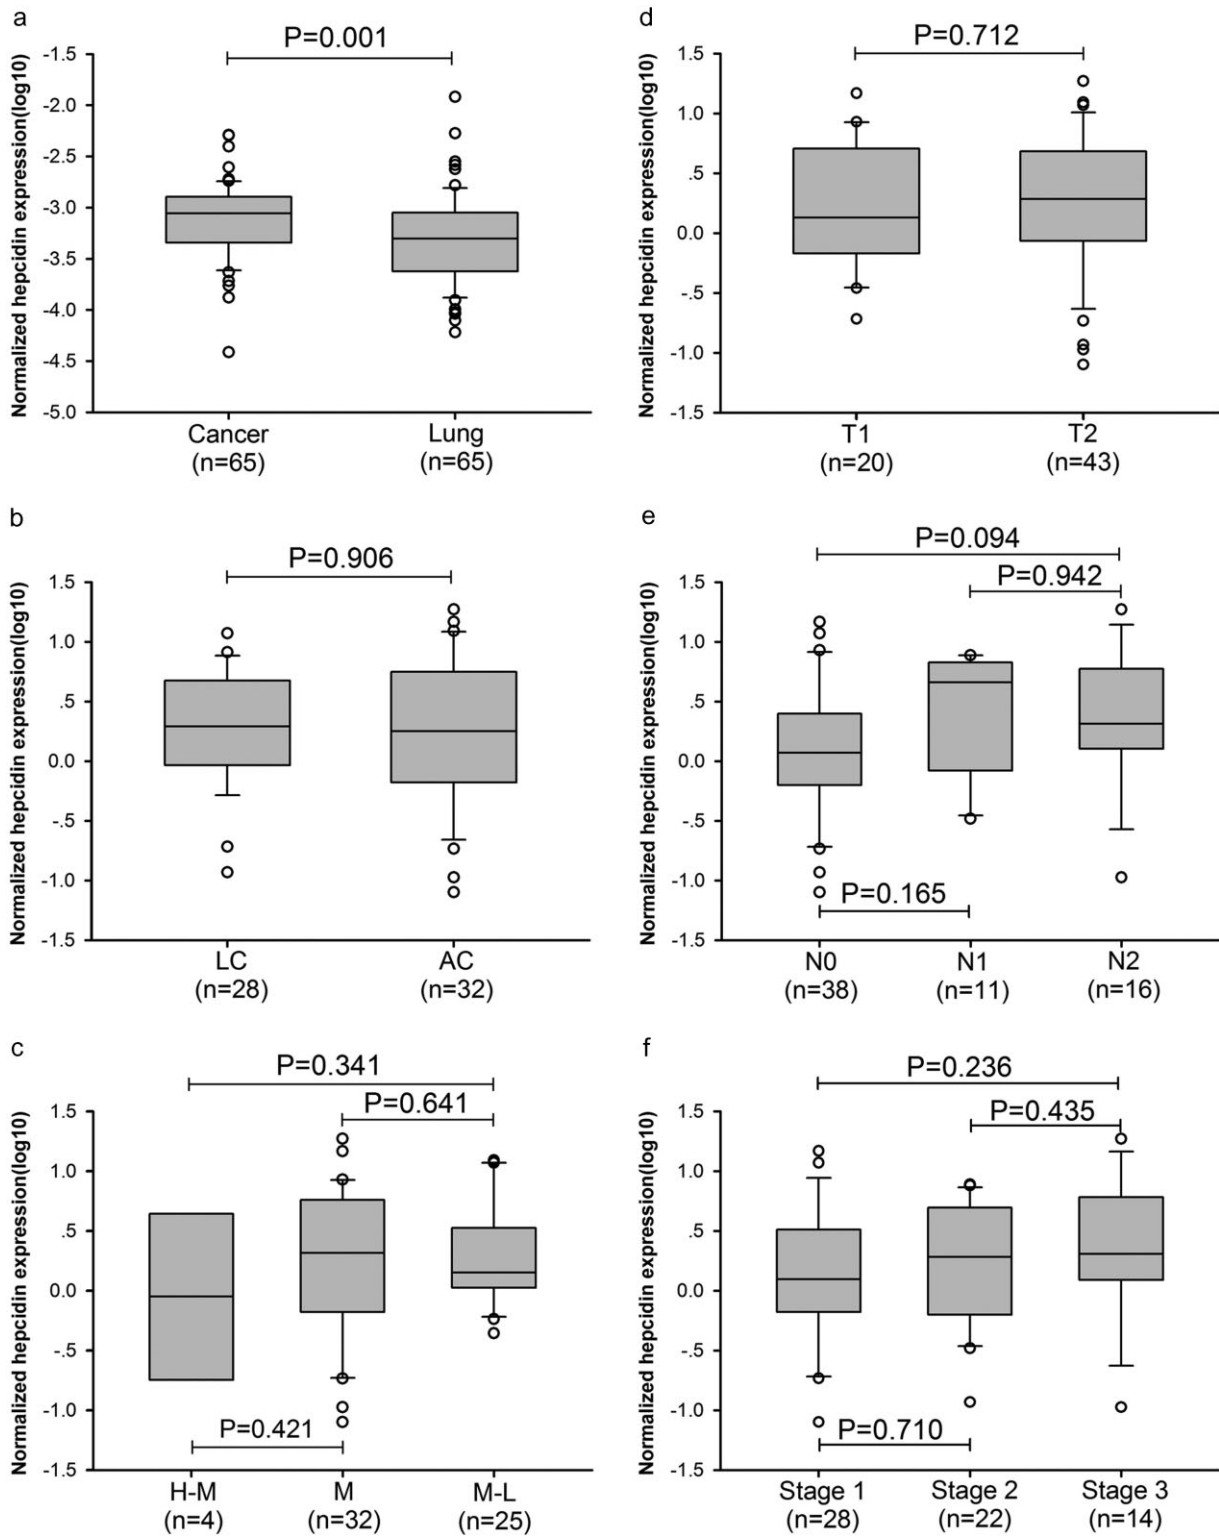 a
P=0.001
Normalized hepcidin expression(log10)
-1.5
-2.0
-2.5
-3.0
-3.5
-4.0
-4.5
-5.0
Cancer
(n=65)
Lung
(n=65)
d
P=0.712
Normalized hepcidin expression(log10)
1.5
1.0
.5
0.0
-.5
-1.0
-1.5
T1
(n=20)
T2
(n=43)
b
P=0.906
Normalized hepcidin expression(log10)
1.5
1.0
.5
0.0
-.5
-1.0
-1.5
LC
(n=28)
AC
(n=32)
e
P=0.094
P=0.942
Normalized hepcidin expression(log10)
1.5
1.0
.5
0.0
-.5
-1.0
-1.5
P=0.165
N0
(n=38)
N1
(n=11)
N2
(n=16)
c
P=0.341
P=0.641
Normalized hepcidin expression(log10)
1.5
1.0
.5
0.0
-.5
-1.0
-1.5
P=0.421
H-M
(n=4)
M
(n=32)
M-L
(n=25)
f
P=0.236
P=0.435
Normalized hepcidin expression(log10)
1.5
1.0
.5
0.0
-.5
-1.0
-1.5
P=0.710
Stage 1
(n=28)
Stage 2
(n=22)
Stage 3
(n=14)